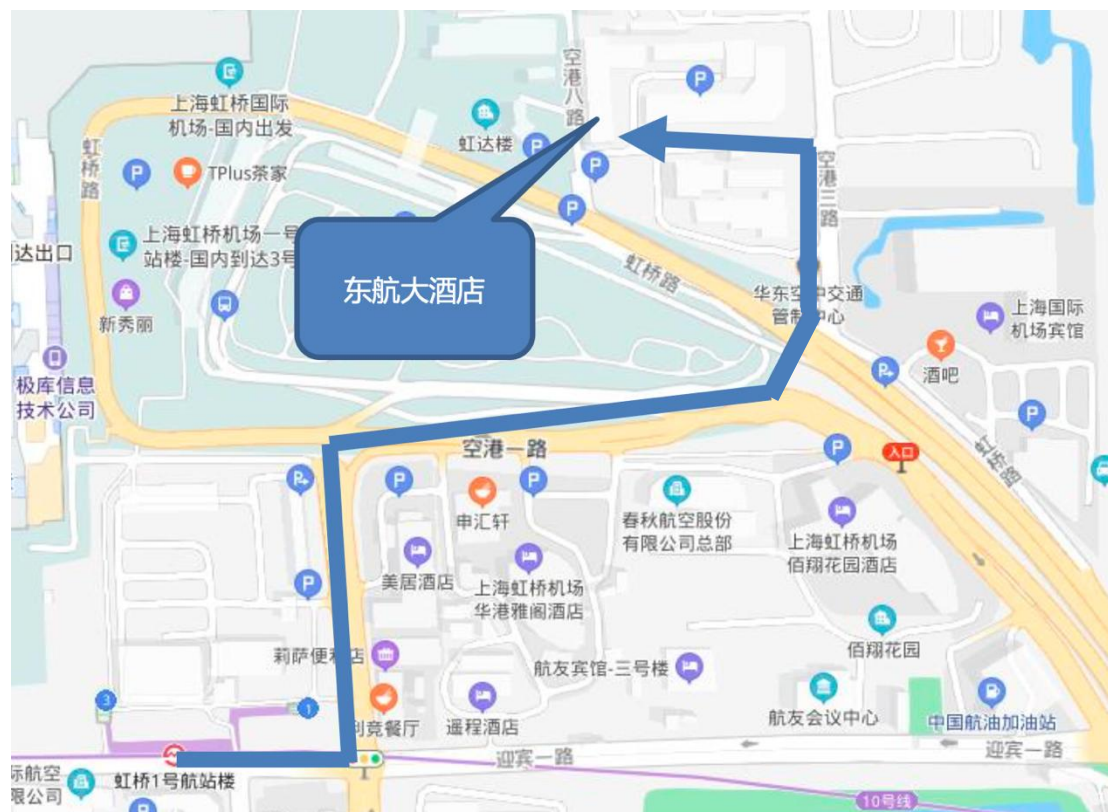 空港八路
上海虹桥国际
机场-国内出发
虹达楼
虹桥路
TPlus茶家
空港三路
达出口
上海虹桥机场一号
站楼-国内到达3号
东航大酒店
虹桥路
华东空中交通
管制中心
上海国际
机场宾馆
新秀丽
酒吧
极库信息
技术公司
空港一路
入口
虹桥路
申汇轩
春秋航空股份
有限公司总部
上海虹桥机场
佰翔花园酒店
美居酒店
上海虹桥机场
华港雅阁酒店
佰翔花园
莉萨便利店
航友宾馆-三号楼
3
1
利竞餐厅
遥程酒店
航友会议中心
中国航油加油站
迎宾一路
迎宾一路
际航空
限公司
虹桥1号航站楼
10号线